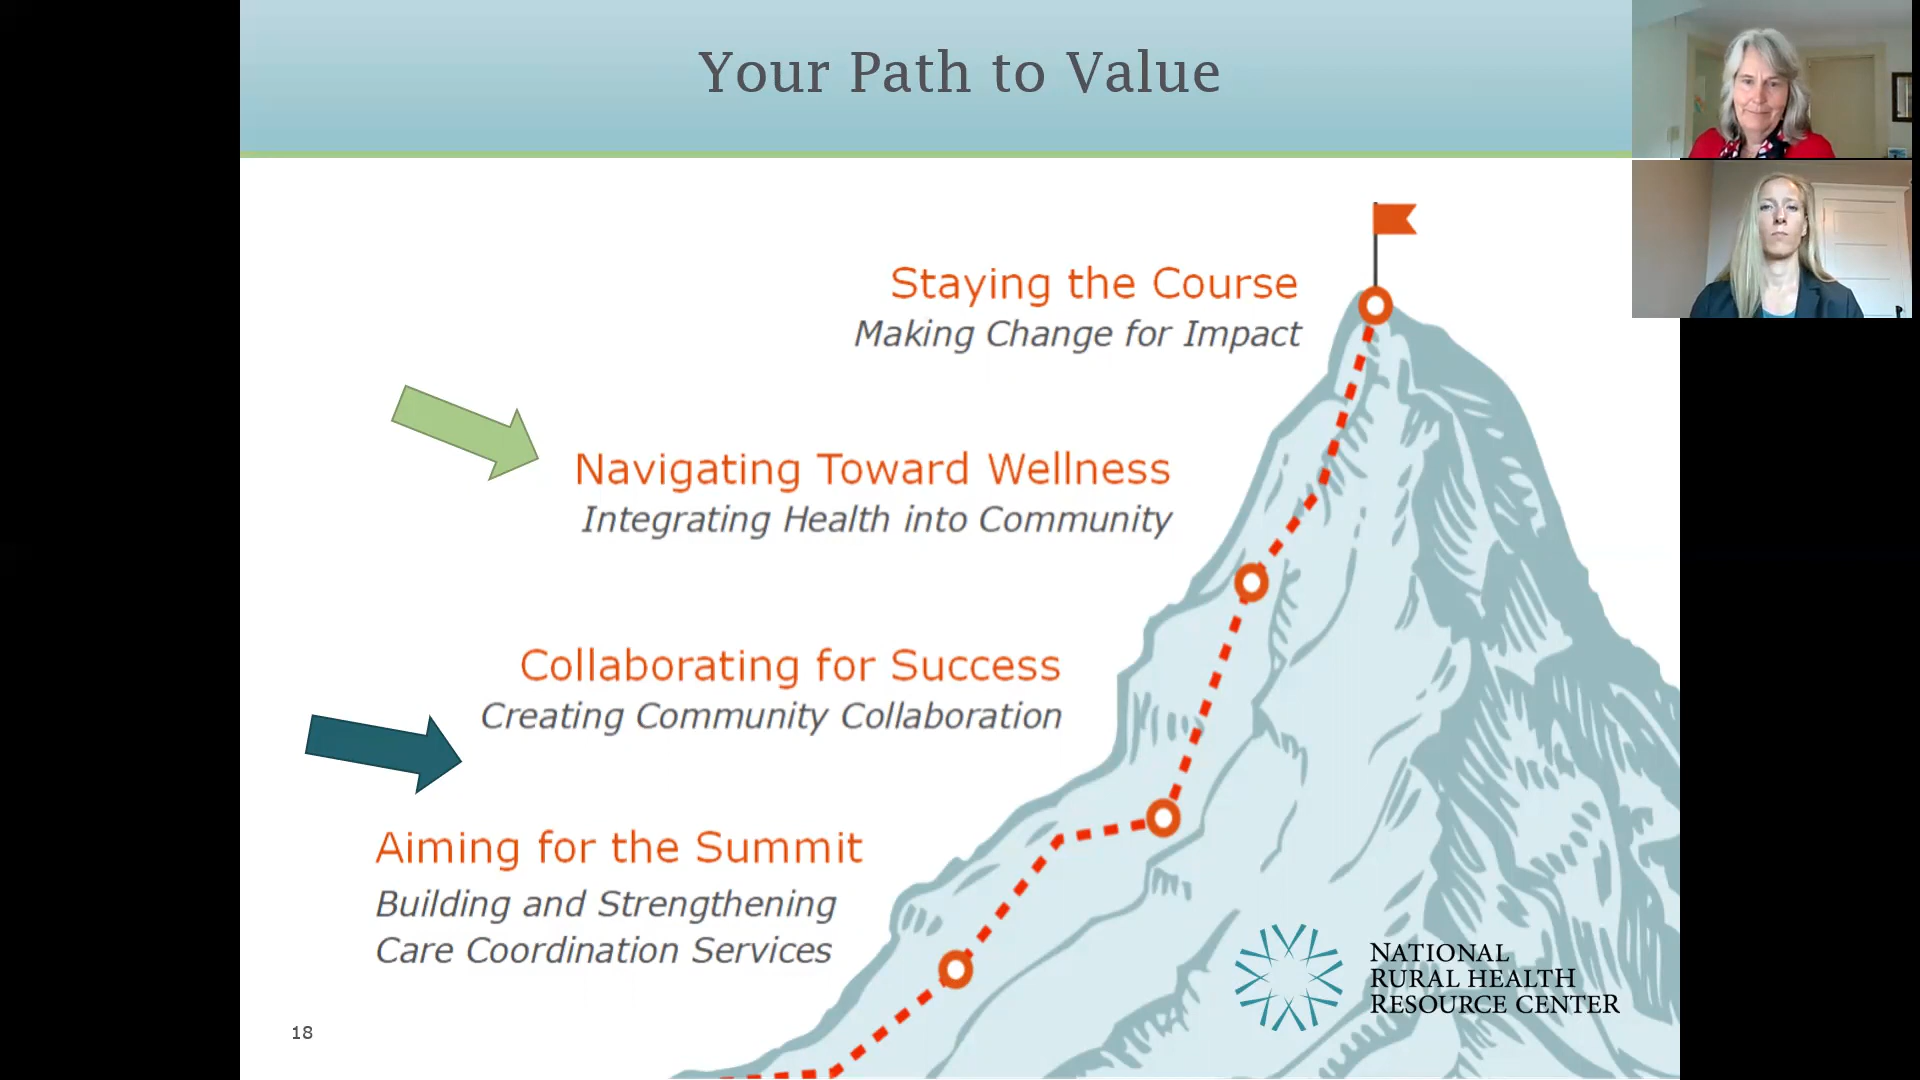 Your Path to Value
Staying the Course
Making Change for Impact
Navigating Toward Wellness
Integrating Health into Community
Collaborating for Success
Creating Community Collaboration
Aiming for the Summit
Building and Strengthening
Care Coordination Services
NATIONAL
RURAL HEALTH
RESOURCE CENTER
18